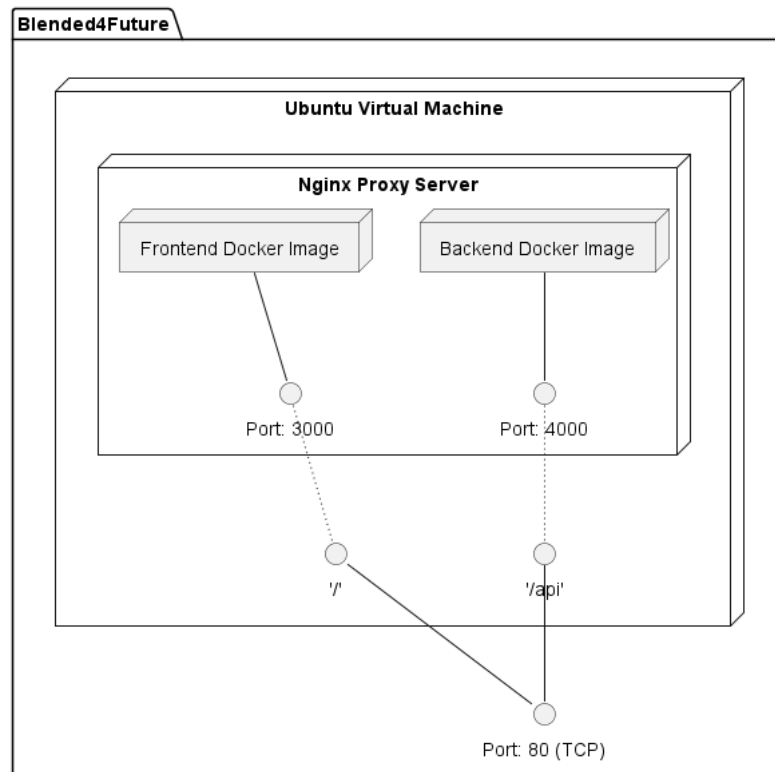 Blended4Future
Ubuntu Virtual Machine
Nginx Proxy Server
Frontend Docker Image
Backend Docker Image
Port: 3000
Port: 4000
'/'
'/api'
Port: 80 (TCP)